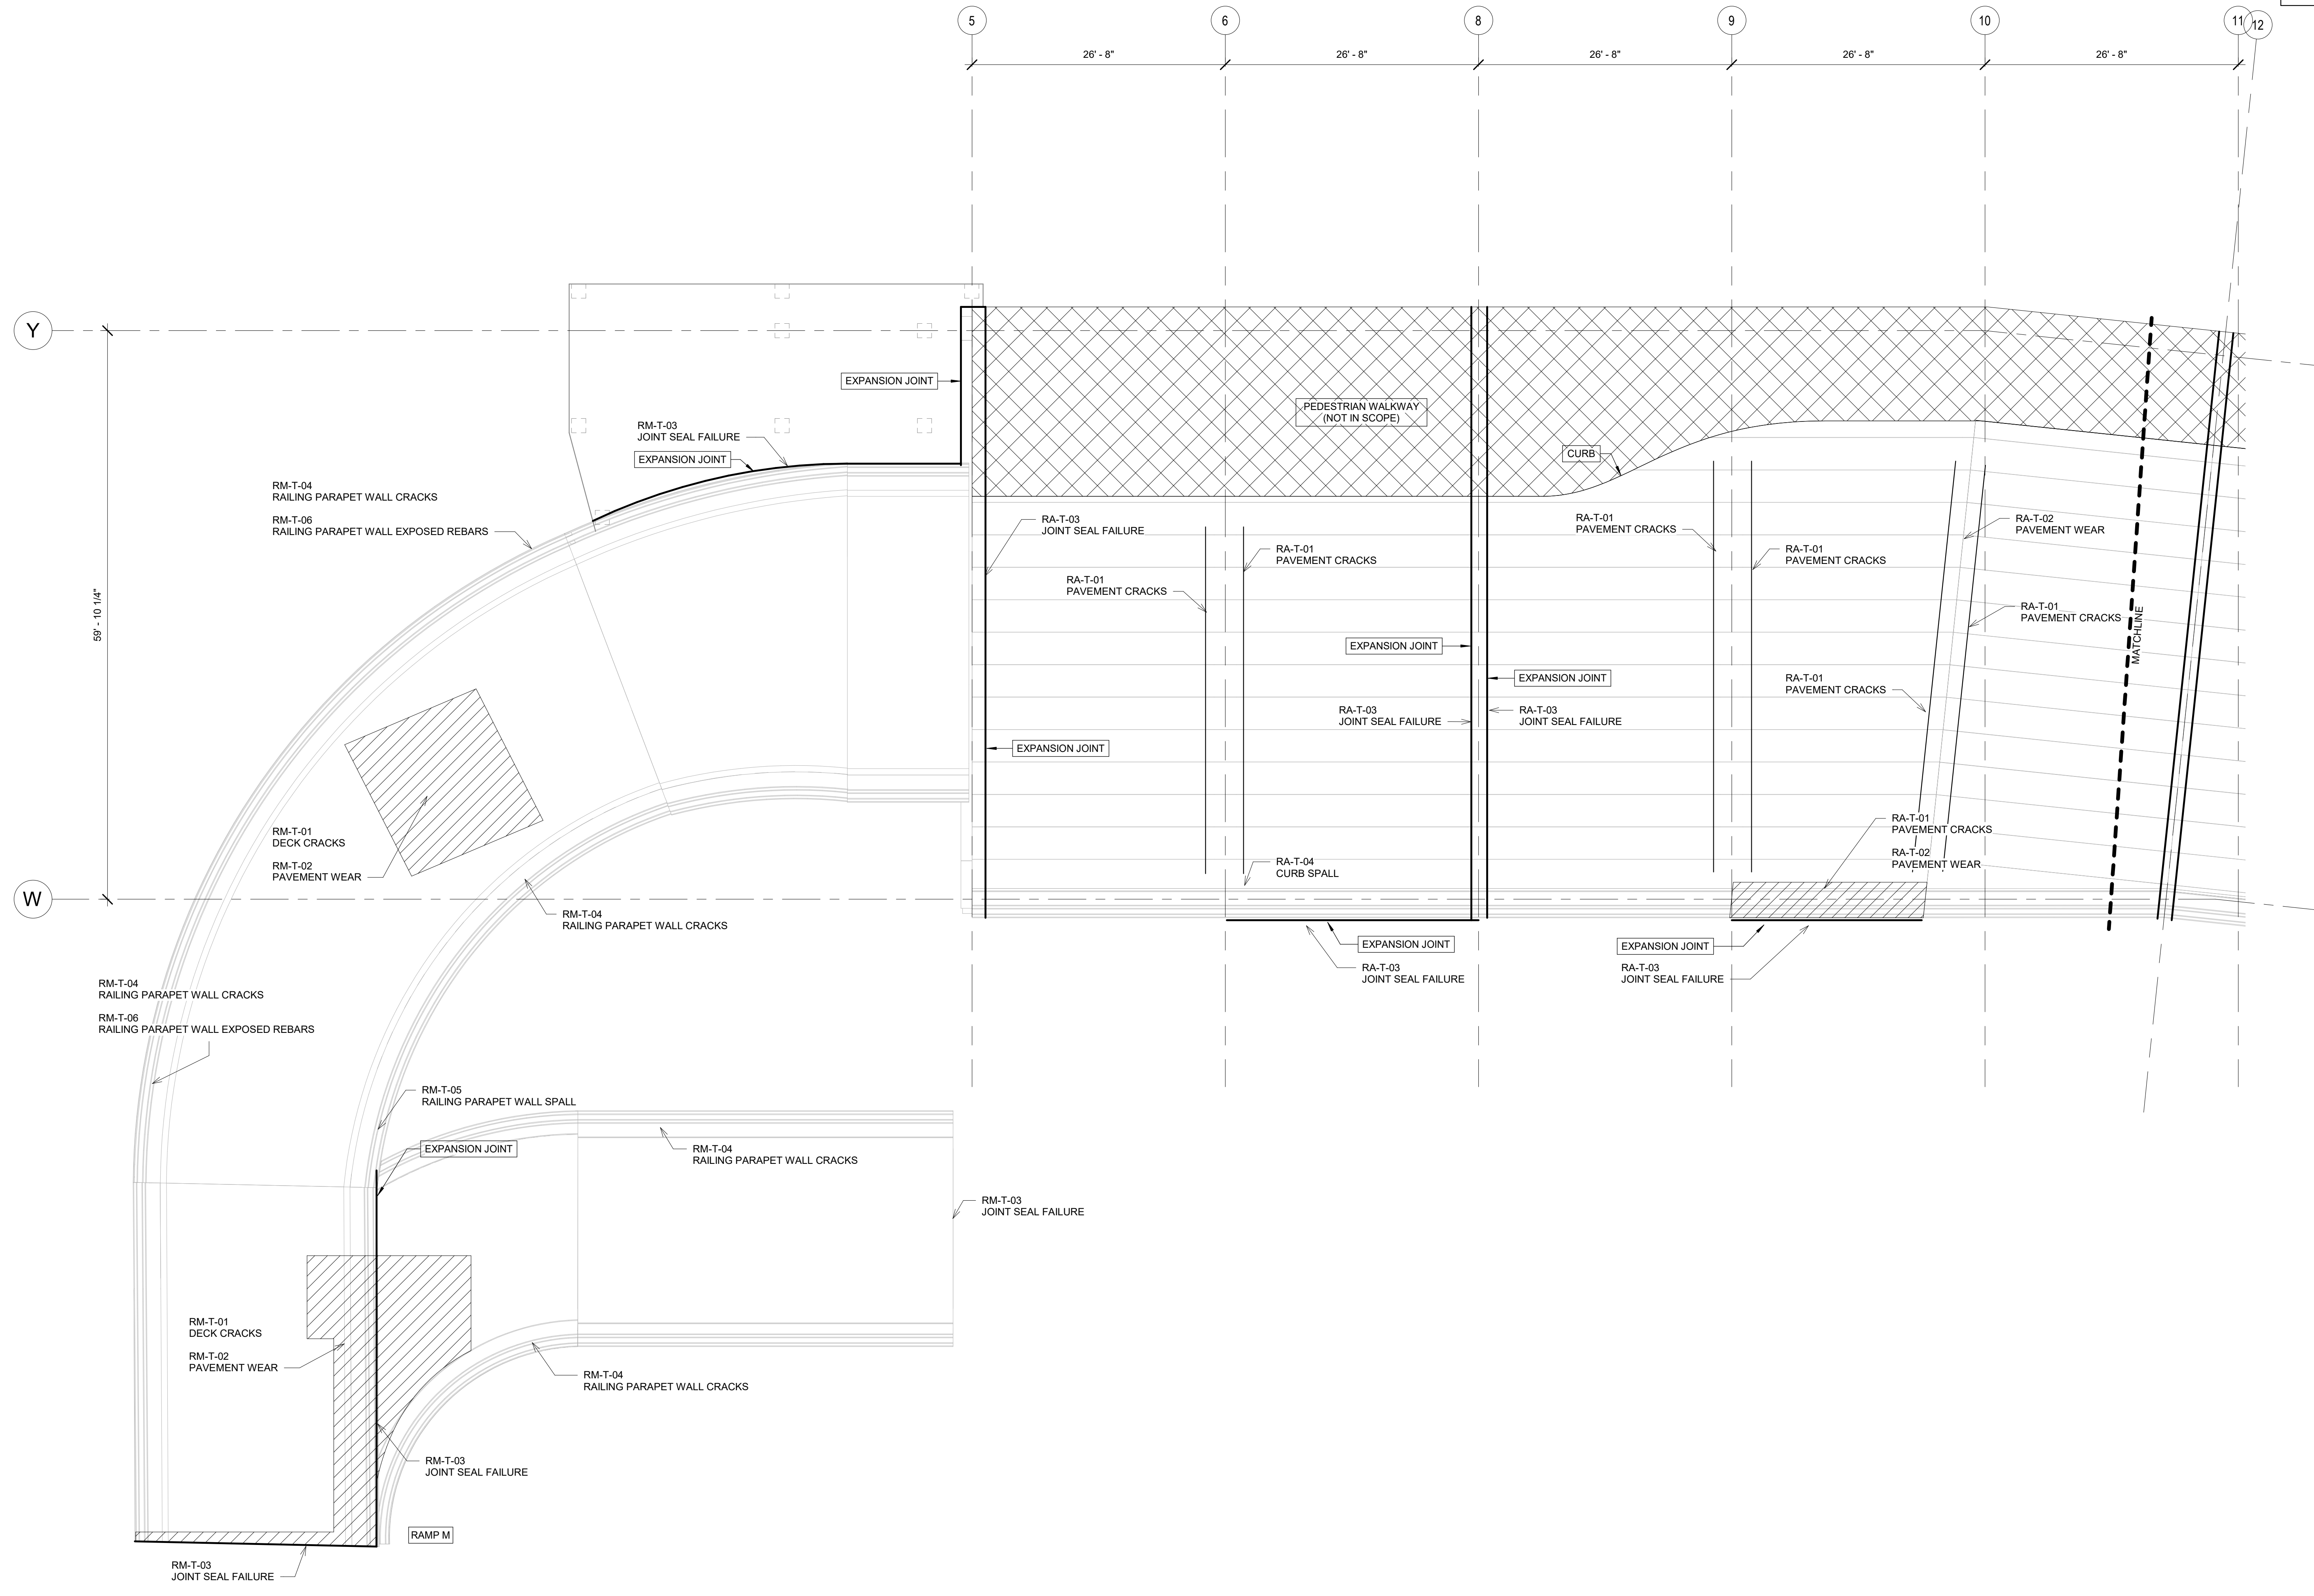 5
6
8
9
10
11
12
26' - 8"
26' - 8"
26' - 8"
26' - 8"
26' - 8"
Y
EXPANSION JOINT
PEDESTRIAN WALKWAY
(NOT IN SCOPE)
RM-T-03
JOINT SEAL FAILURE
EXPANSION JOINT
CURB
RM-T-04
RAILING PARAPET WALL CRACKS
RM-T-06
RAILING PARAPET WALL EXPOSED REBARS
RA-T-03
JOINT SEAL FAILURE
RA-T-01
PAVEMENT CRACKS
RA-T-02
PAVEMENT WEAR
RA-T-01
PAVEMENT CRACKS
RA-T-01
PAVEMENT CRACKS
RA-T-01
PAVEMENT CRACKS
59' - 10 1/4"
RA-T-01
PAVEMENT CRACKS
MATCHLINE
EXPANSION JOINT
EXPANSION JOINT
RA-T-01
PAVEMENT CRACKS
RA-T-03
JOINT SEAL FAILURE
RA-T-03
JOINT SEAL FAILURE
EXPANSION JOINT
RM-T-01
DECK CRACKS
RM-T-02
PAVEMENT WEAR
RA-T-01
PAVEMENT CRACKS
RA-T-02
PAVEMENT WEAR
RA-T-04
CURB SPALL
W
RM-T-04
RAILING PARAPET WALL CRACKS
EXPANSION JOINT
RA-T-03
JOINT SEAL FAILURE
EXPANSION JOINT
RA-T-03
JOINT SEAL FAILURE
RM-T-04
RAILING PARAPET WALL CRACKS
RM-T-06
RAILING PARAPET WALL EXPOSED REBARS
RM-T-05
RAILING PARAPET WALL SPALL
EXPANSION JOINT
RM-T-04
RAILING PARAPET WALL CRACKS
RM-T-03
JOINT SEAL FAILURE
RM-T-01
DECK CRACKS
RM-T-02
PAVEMENT WEAR
RM-T-04
RAILING PARAPET WALL CRACKS
RM-T-03
JOINT SEAL FAILURE
RAMP M
RM-T-03
JOINT SEAL FAILURE